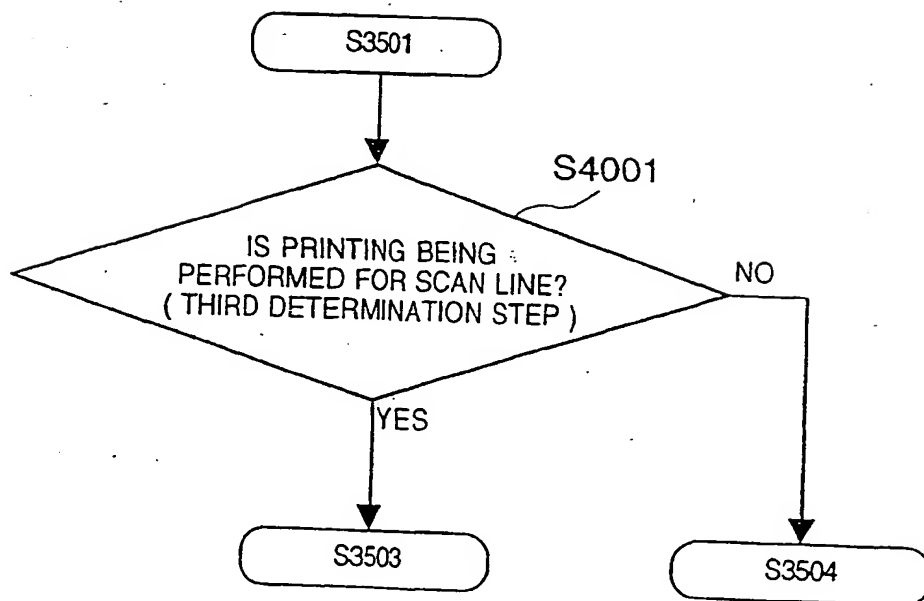 S3501
S4001
IS PRINTING BEING
PERFORMED FOR SCAN LINE?
( THIRD DETERMINATION STEP )
NO
YES
S3503
S3504